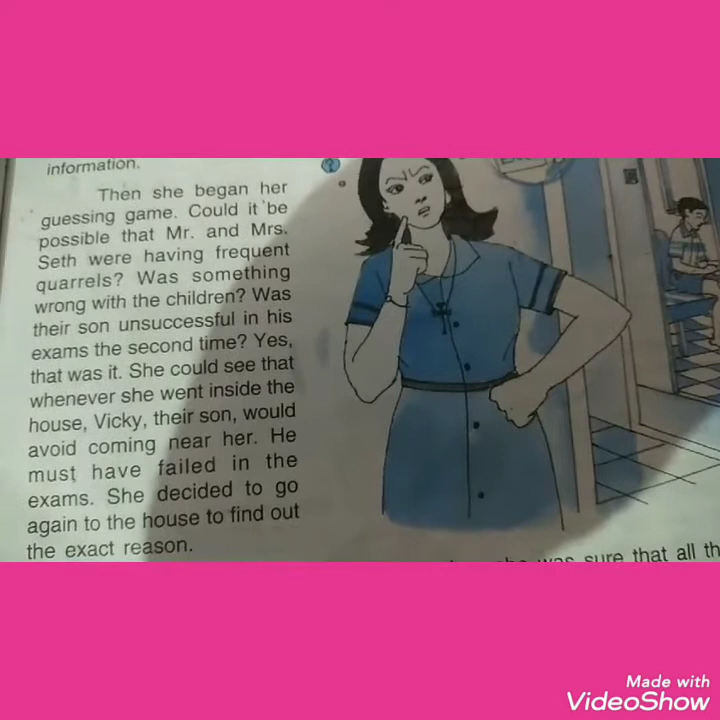 information.
Then she began her
guessing game. Could it be
possible that Mr. and Mrs.
Seth were having frequent
quarrels? Was something
wrong with the children? Was
their son unsuccessful in his
exams the second time? Yes,
that was it. She could see that
whenever she went inside the
house, Vicky, their son, would
avoid coming near her. He
must have failed in the
exams. She decided to go
again to the house to find out
the exact reason.
she was sure that all
Made with
VideoShow